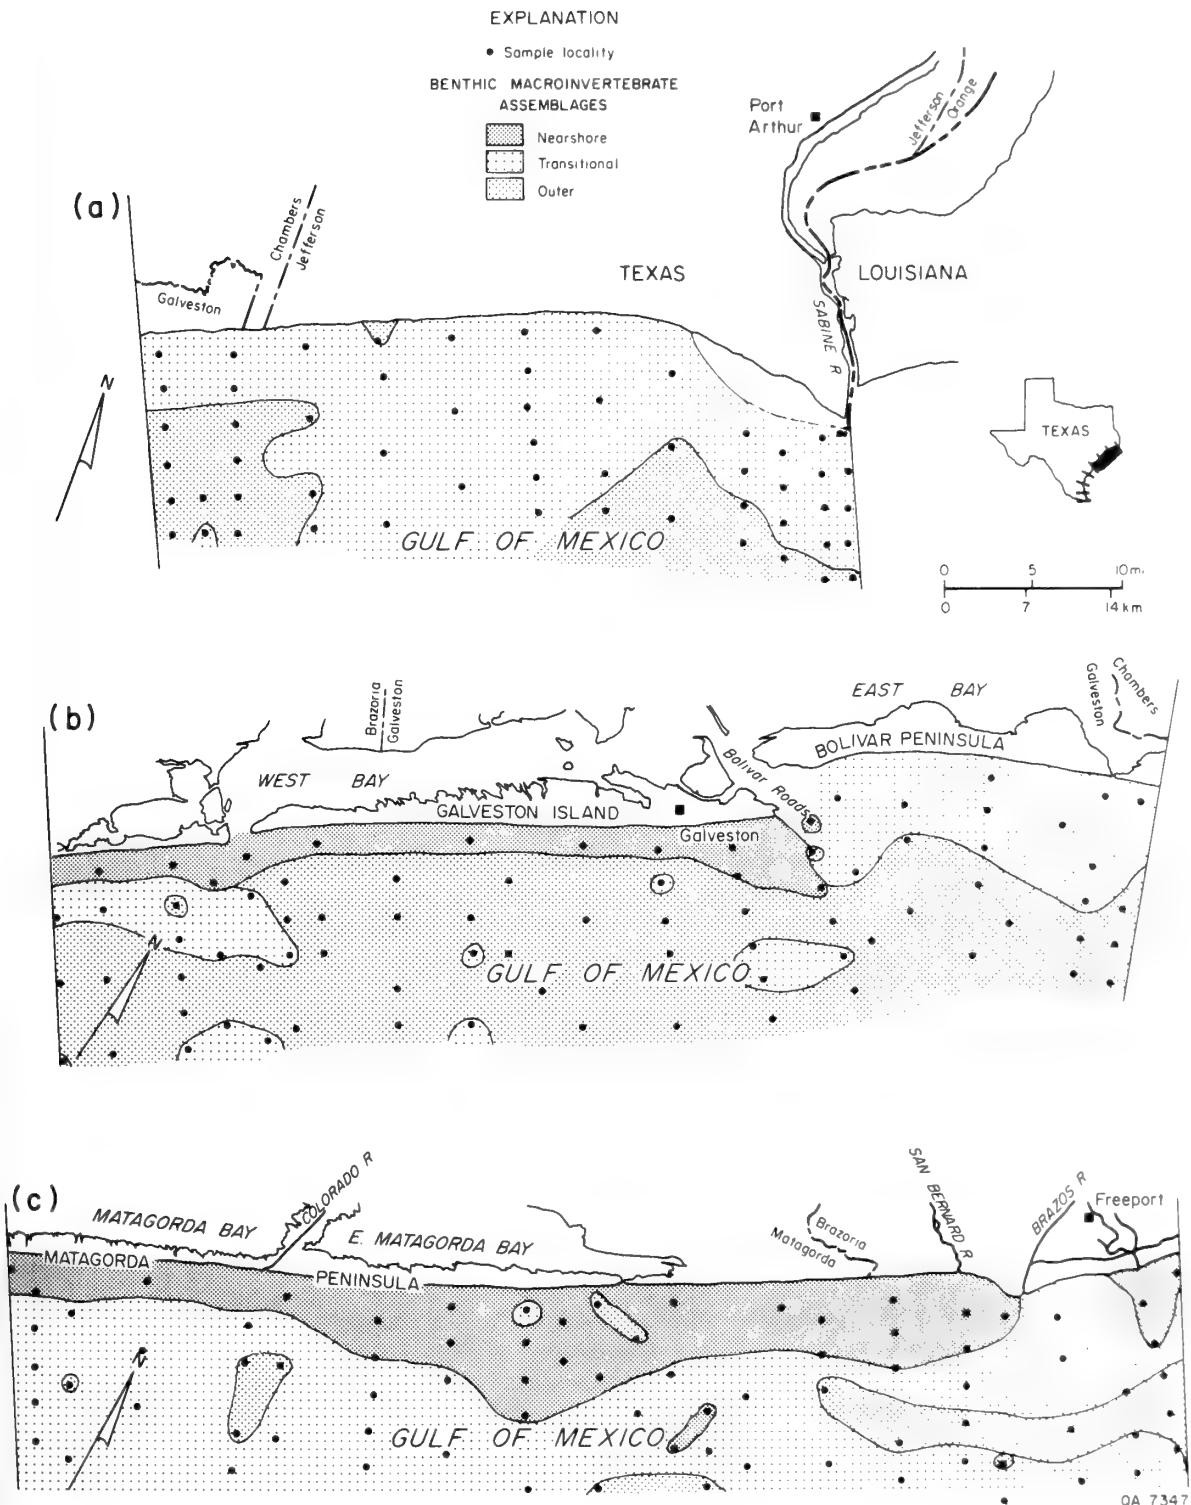 EXPLANATION
Sample locality
BENTHIC MACROINVERTEBRATE
ASSEMBLAGES
Nearshore
Transitional
Outer
Port
Arthur
Jefferson
Orange
(a)
Chambers
Jefferson
Galveston
TEXAS
LOUISIANA
SABINE R
N
TEXAS
GULF OF MEXICO
0 5 10 mi.
0 7 14 km
(b)
Brazoria
Galveston
EAST BAY
Galveston
Chambers
BOLIVAR PENINSULA
WEST BAY
Bolivar Roads
GALVESTON ISLAND
Galveston
N
GULF OF MEXICO
(c)
MATAGORDA BAY
COLORADO R
E. MATAGORDA BAY
Brazoria
Matagorda
SAN BERNARD R
BRAZOS R
Freeport
MATAGORDA
PENINSULA
N
GULF OF MEXICO
QA 7347